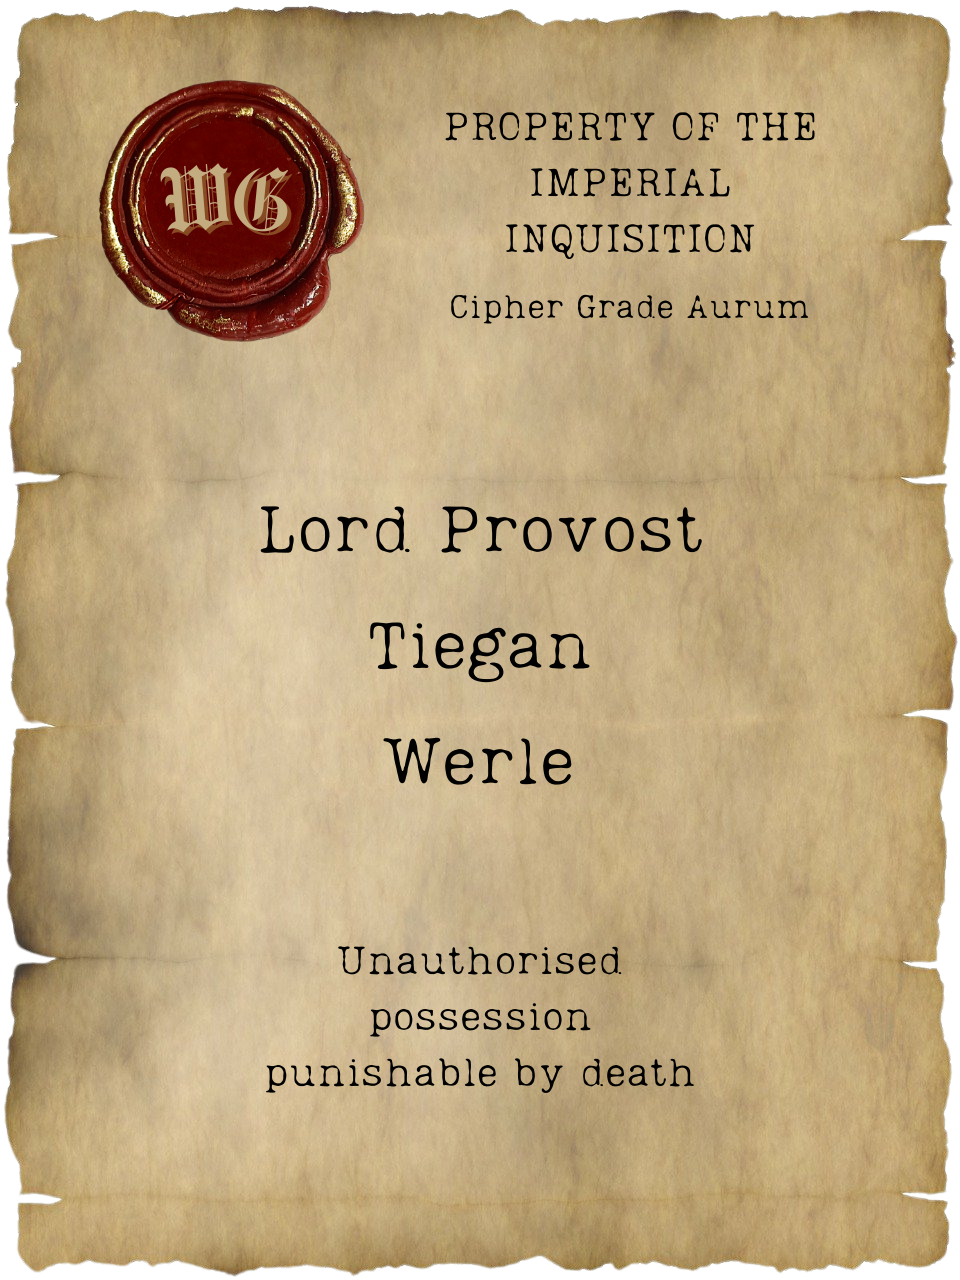 WG
PROPERTY OF THE
IMPERIAL
INQUISITION
Cipher Grade Aurum
Lord Provost
Tiegan
Werle
Unauthorised
possession
punishable by death